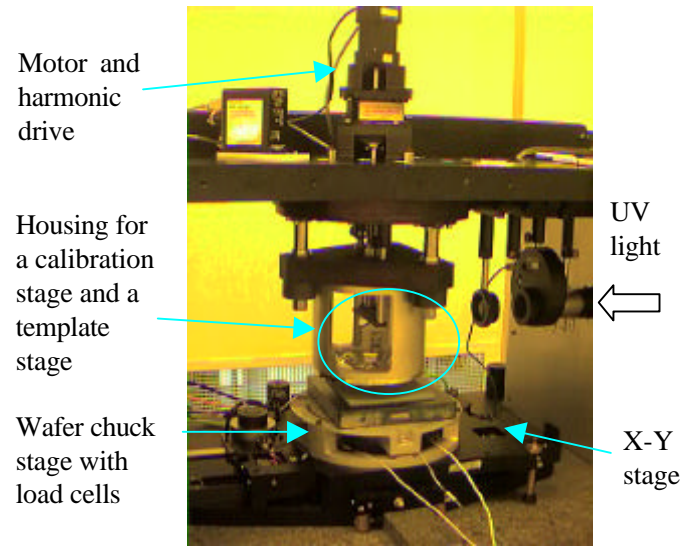 Motor and
harmonic
drive
Housing for
a calibration
stage and a
template
stage
Wafer chuck
stage with
load cells
UV
light
X-Y
stage